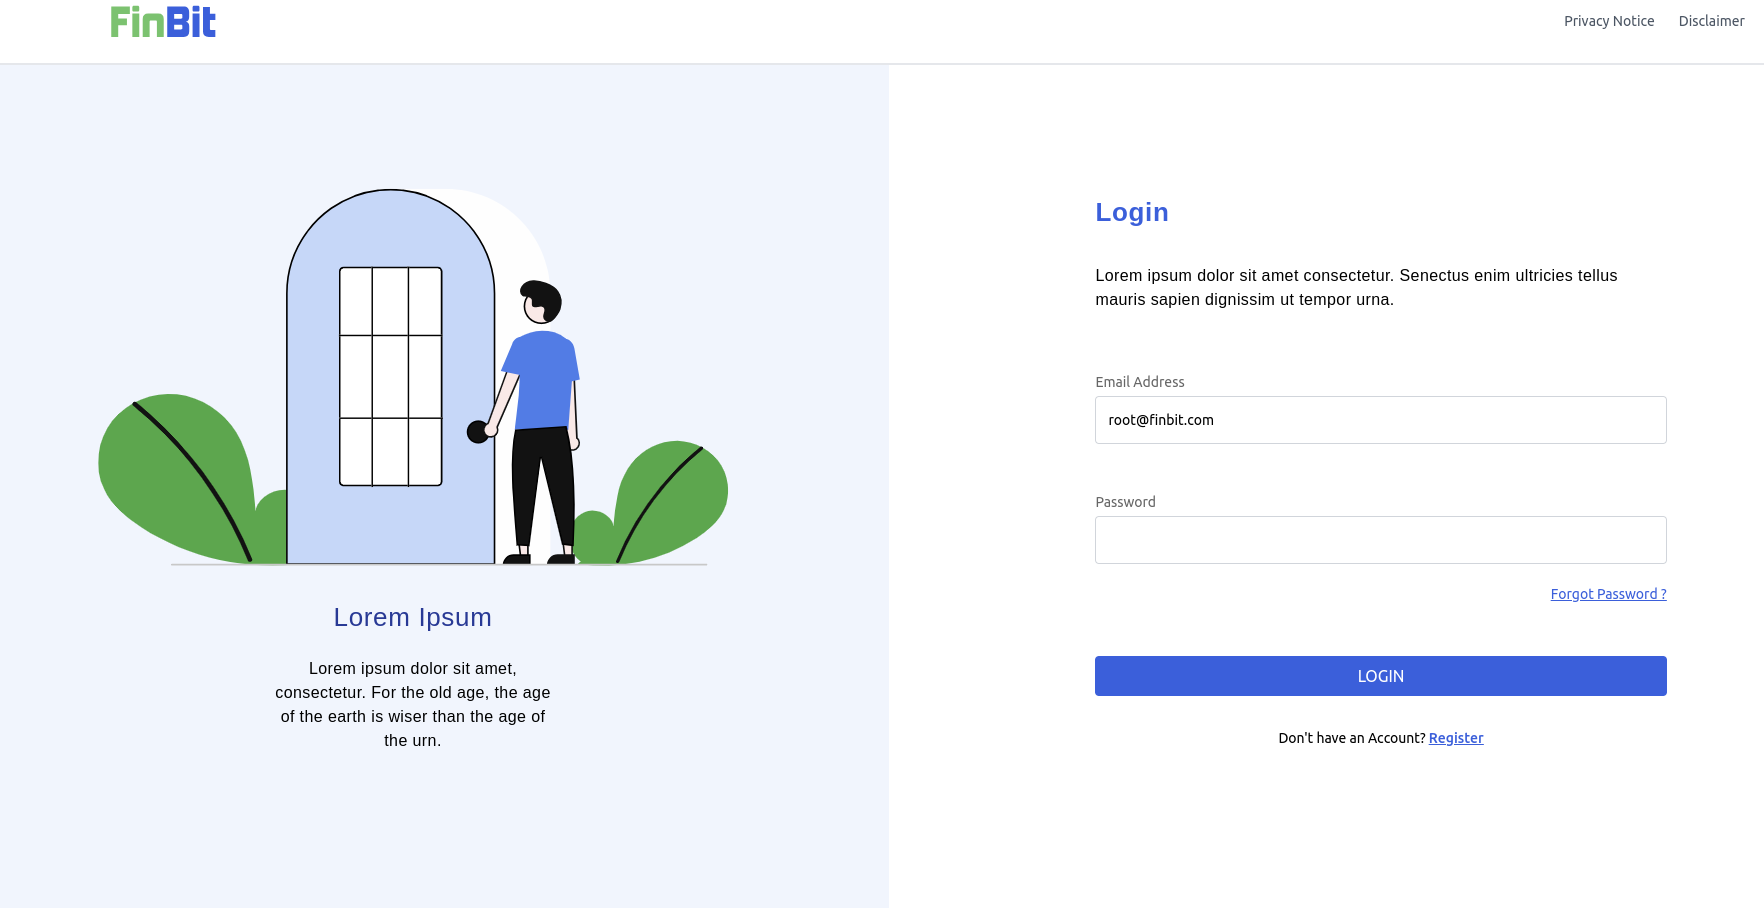 FinBit
Privacy Notice
Disclaimer
Login
Lorem ipsum dolor sit amet consectetur. Senectus enim ultricies tellus
mauris sapien dignissim ut tempor urna.
Email Address
root@finbit.com
Password
Forgot Password ?
LOGIN
Don't have an Account? Register
Lorem Ipsum
Lorem ipsum dolor sit amet,
consectetur. For the old age, the age
of the earth is wiser than the age of
the urn.